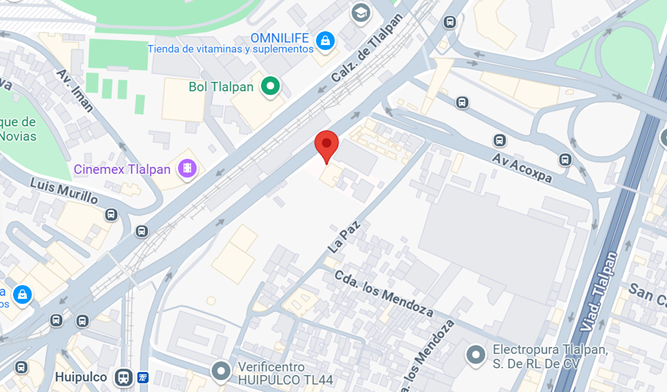 OMNILIFE
Tienda de vitaminas y suplementos
Calz. de Tlalpan
Av. Iman
Bol Tlalpan
que de
Novias
Cinemex Tlalpan
Av Acoxpa
Luis Murillo
La Paz
Viad. Tlalpan
Cda. los Mendoza
San Ca
a
os
. los Mendoza
Electropura Tlalpan,
S. De RL De CV
Huipulco
Verificentro
HUIPULCO TL44